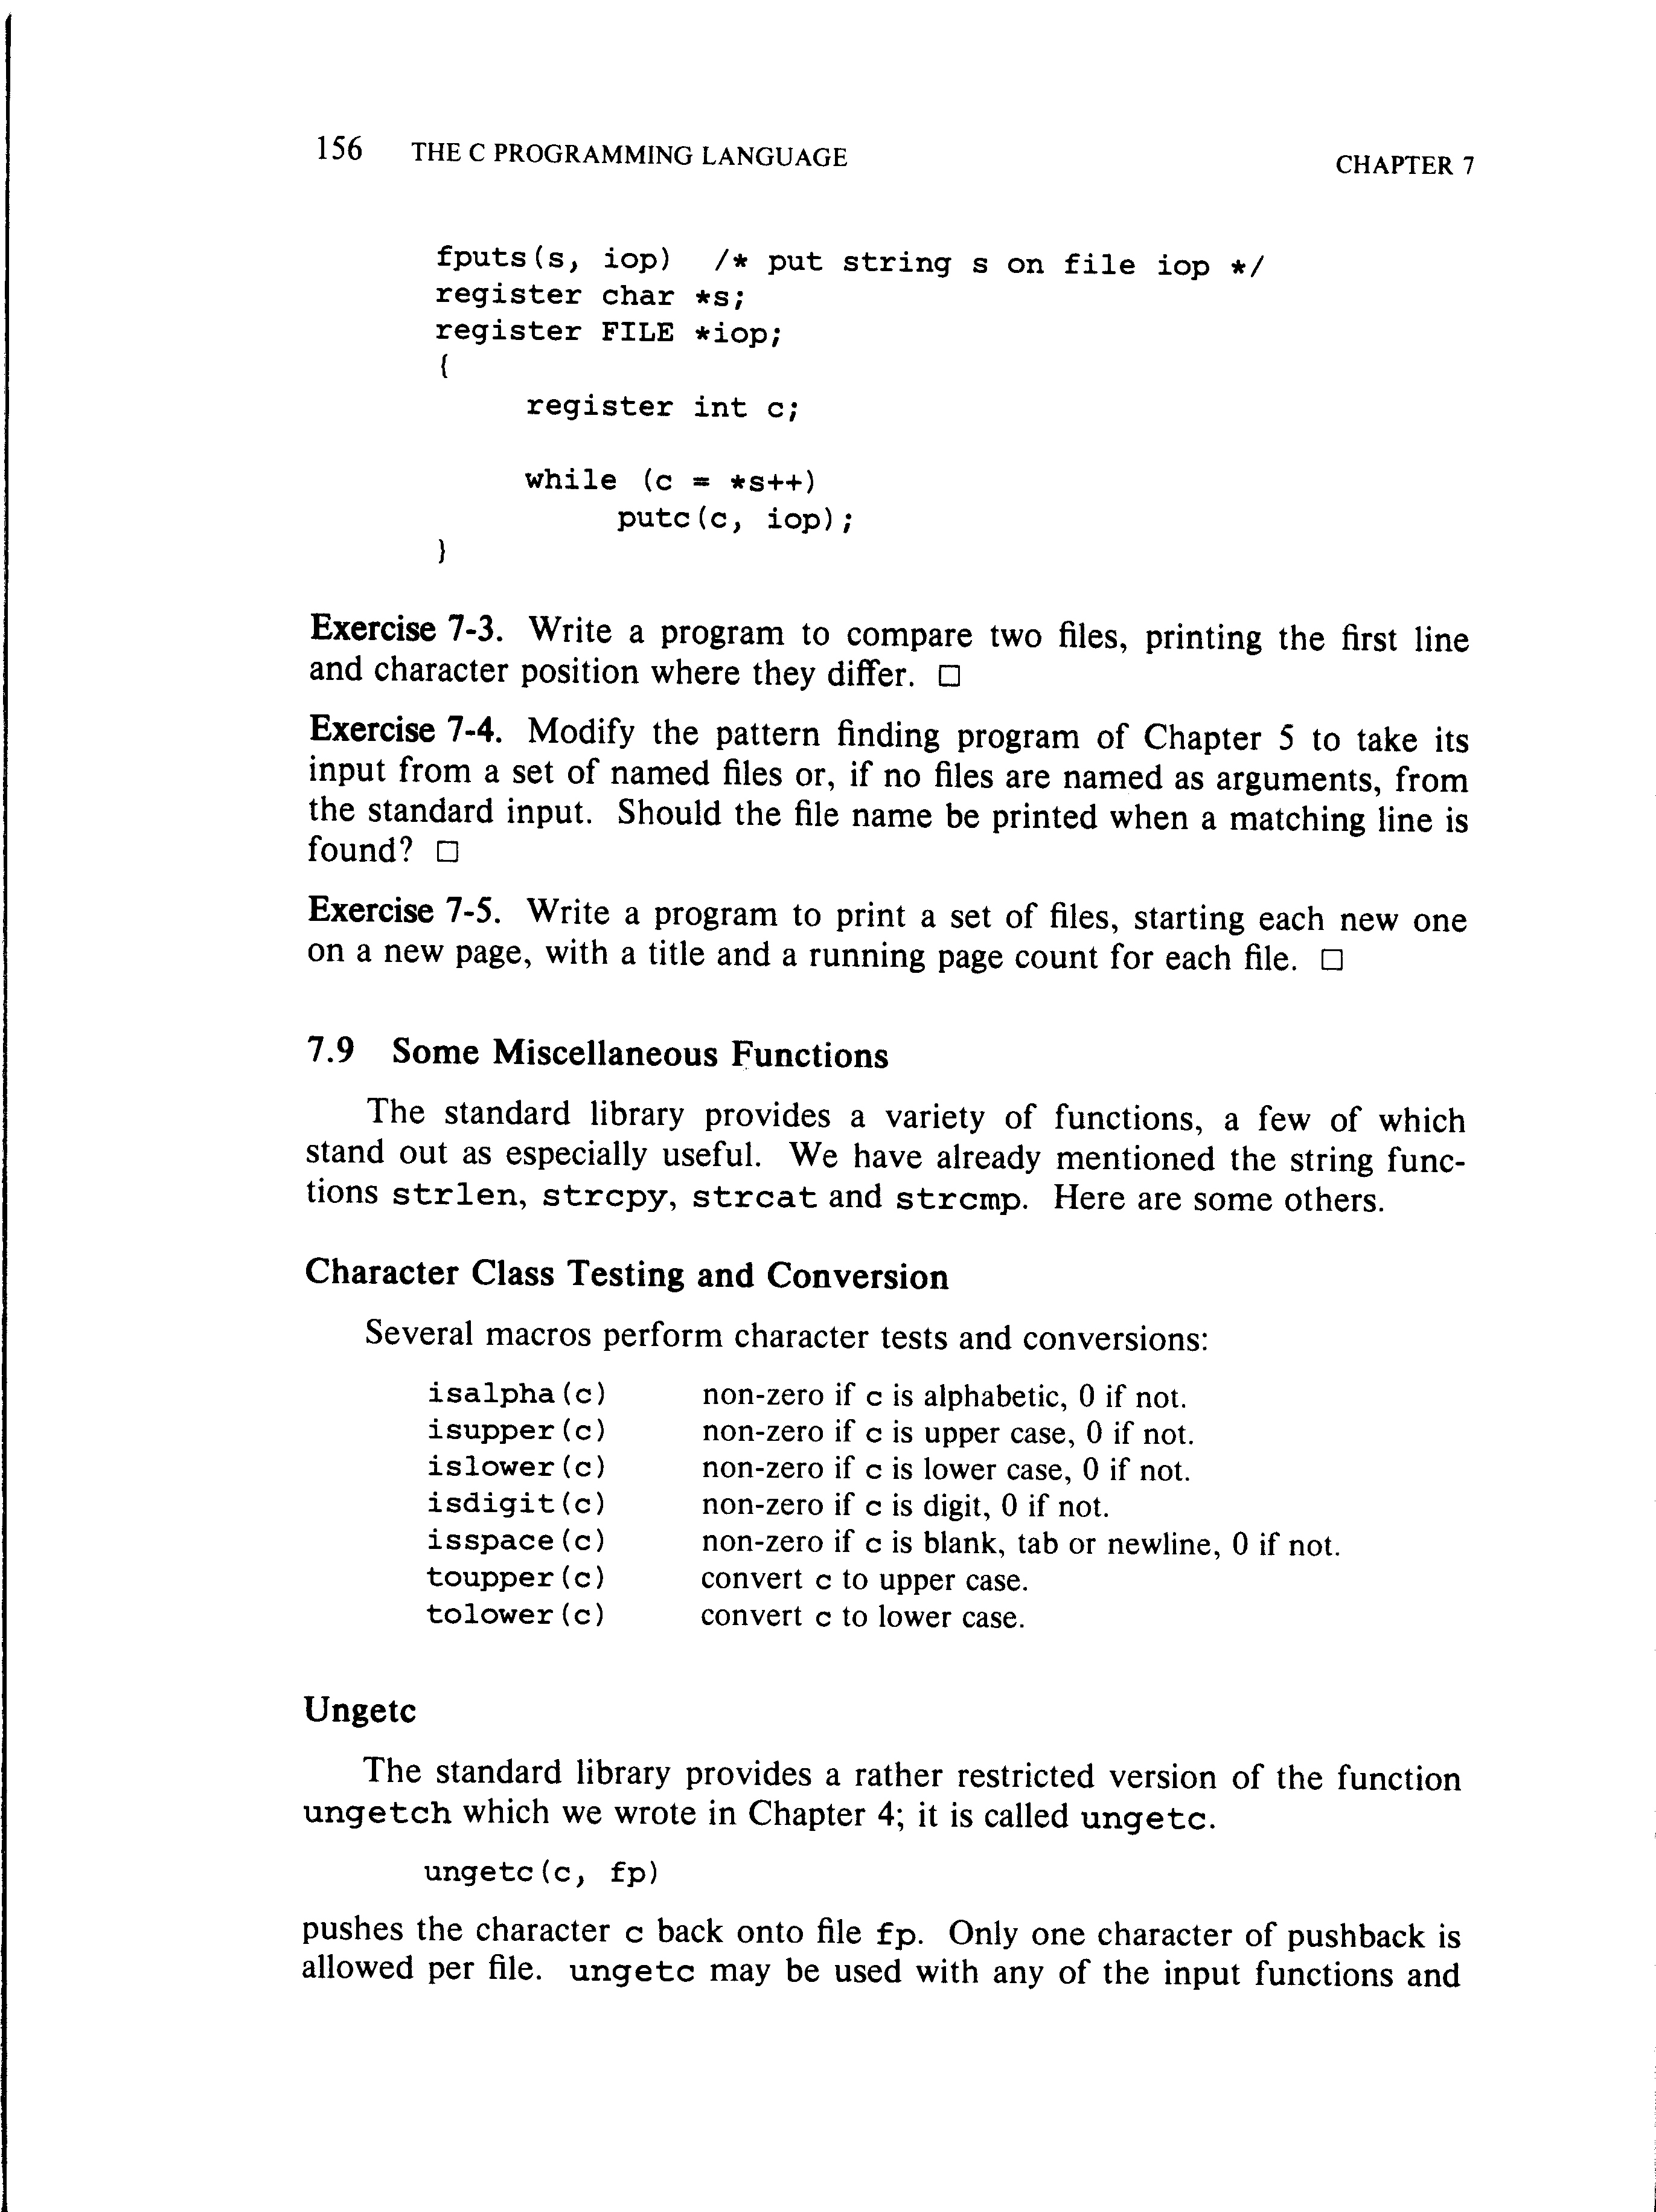 156 THE C PROGRAMMING LANGUAGE CHAPTER 7
fputs(s, iop) /* put string s on file iop */
register char *s;
register FILE *iop;
{
register int c;
while (c = *s++)
putc(c, iop);
}
Exercise 7-3. Write a program to compare two files, printing the first line
and character position where they differ. □
Exercise 7-4. Modify the pattern finding program of Chapter 5 to take its
input from a set of named files or, if no files are named as arguments, from
the standard input. Should the file name be printed when a matching line is
found? □
Exercise 7-5. Write a program to print a set of files, starting each new one
on a new page, with a title and a running page count for each file. □
7.9 Some Miscellaneous Functions
The standard library provides a variety of functions, a few of which
stand out as especially useful. We have already mentioned the string func-
tions strlen, strcpy, strcat and strcmp. Here are some others.
Character Class Testing and Conversion
Several macros perform character tests and conversions:
isalpha(c) non-zero if c is alphabetic, 0 if not.
isupper(c) non-zero if c is upper case, 0 if not.
islower(c) non-zero if c is lower case, 0 if not.
isdigit(c) non-zero if c is digit, 0 if not.
isspace(c) non-zero if c is blank, tab or newline, 0 if not.
toupper(c) convert c to upper case.
tolower(c) convert c to lower case.
Ungetc
The standard library provides a rather restricted version of the function
ungetch which we wrote in Chapter 4; it is called ungetc.
ungetc(c, fp)
pushes the character c back onto file fp. Only one character of pushback is
allowed per file. ungetc may be used with any of the input functions and